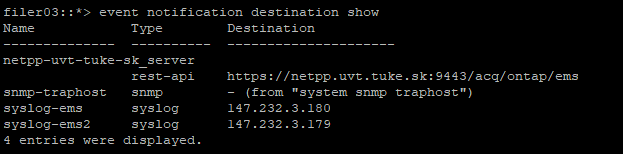 filer03::*> event notification destination show
Name            Type        Destination
--------------  ----------  ---------------------
netpp-uvt-tuke-sk_server
                rest-api    https://netpp.uvt.tuke.sk:9443/acq/ontap/ems
snmp-traphost   snmp        - (from "system snmp traphost")
syslog-ems      syslog      147.232.3.180
syslog-ems2     syslog      147.232.3.179
4 entries were displayed.